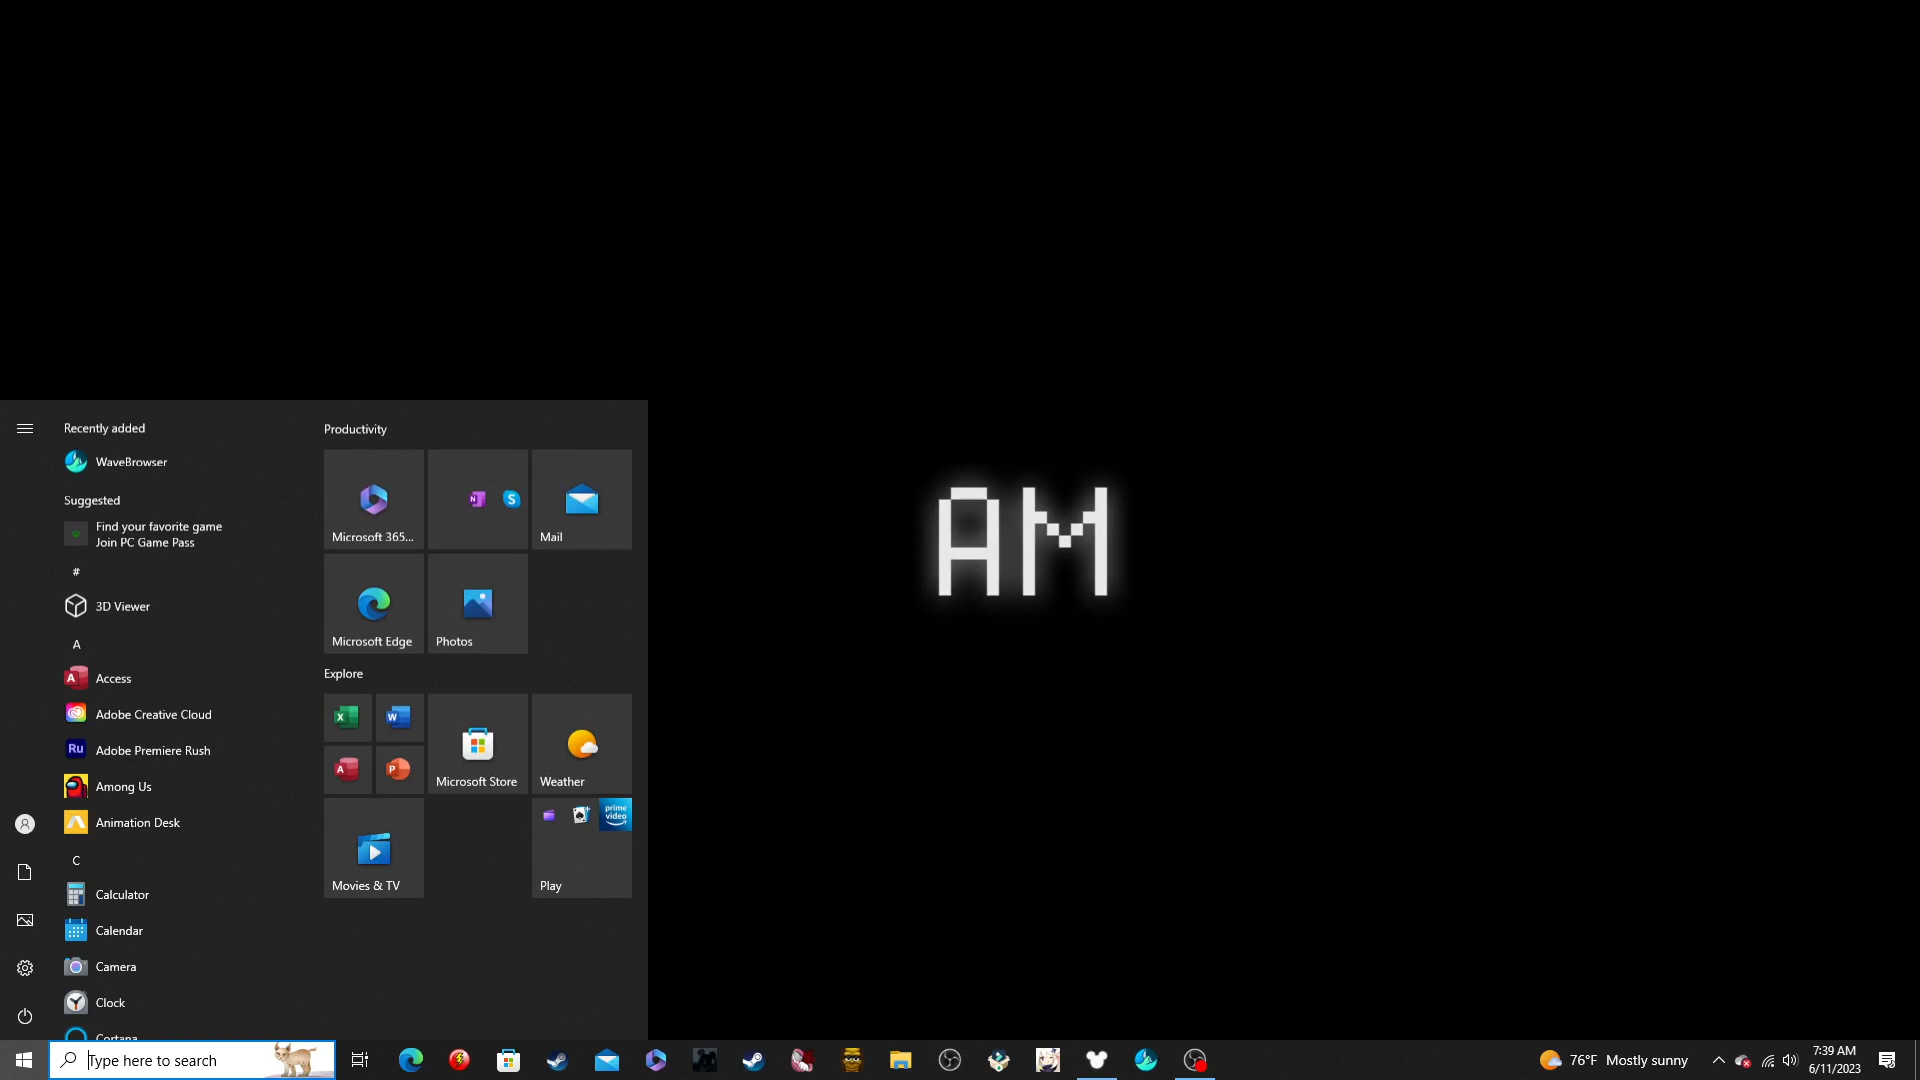 AM
Recently added
WaveBrowser
Suggested
Find your favorite game
Join PC Game Pass
#
3D Viewer
A
Access
Adobe Creative Cloud
Ru
Adobe Premiere Rush
Among Us
Animation Desk
C
Calculator
Calendar
Camera
Clock
Cortana
Productivity
Microsoft 365...
N
S
Mail
Microsoft Edge
Photos
Explore
X
W
A
P
Microsoft Store
Weather
Movies & TV
prime
video
Play
Type here to search
76°F Mostly sunny
7:39 AM
6/11/2023